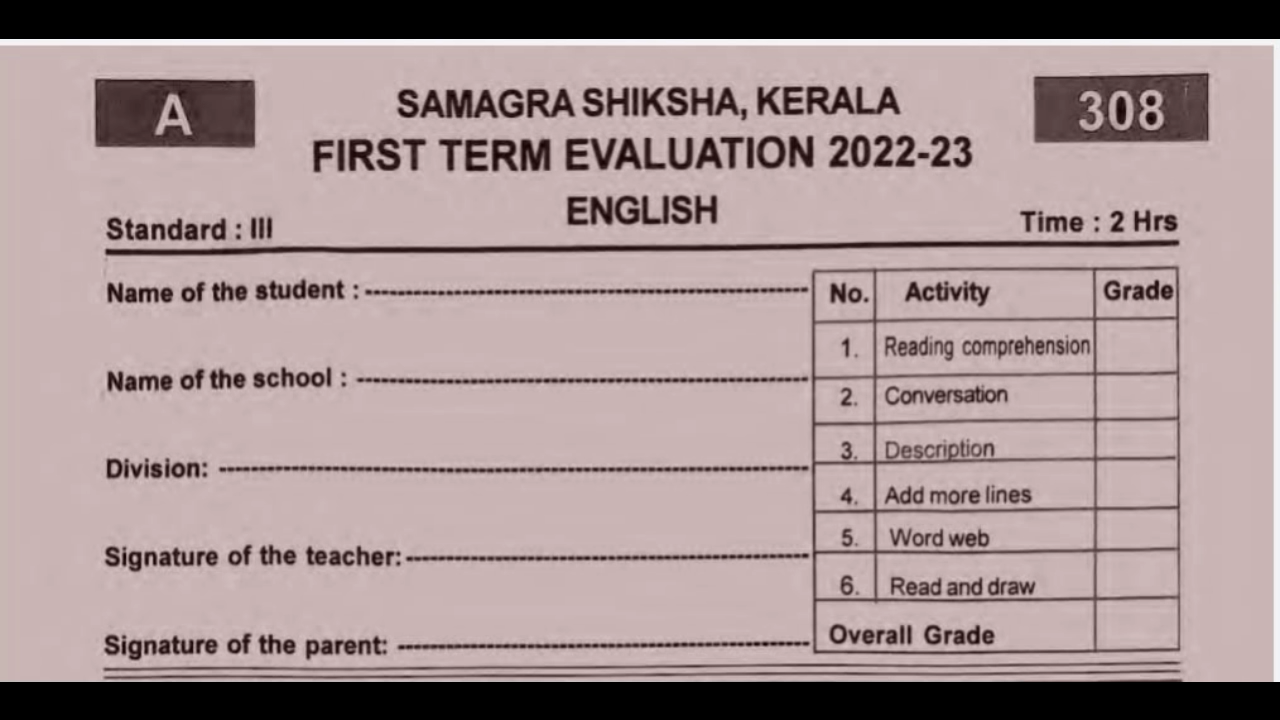 A
308
SAMAGRA SHIKSHA, KERALA
FIRST TERM EVALUATION 2022-23
ENGLISH
Standard : III
Time : 2 Hrs
Name of the student :
Name of the school :
Division:
Signature of the teacher:
Signature of the parent:
No. Activity Grade
1. Reading comprehension
2. Conversation
3. Description
4. Add more lines
5. Word web
6. Read and draw
Overall Grade